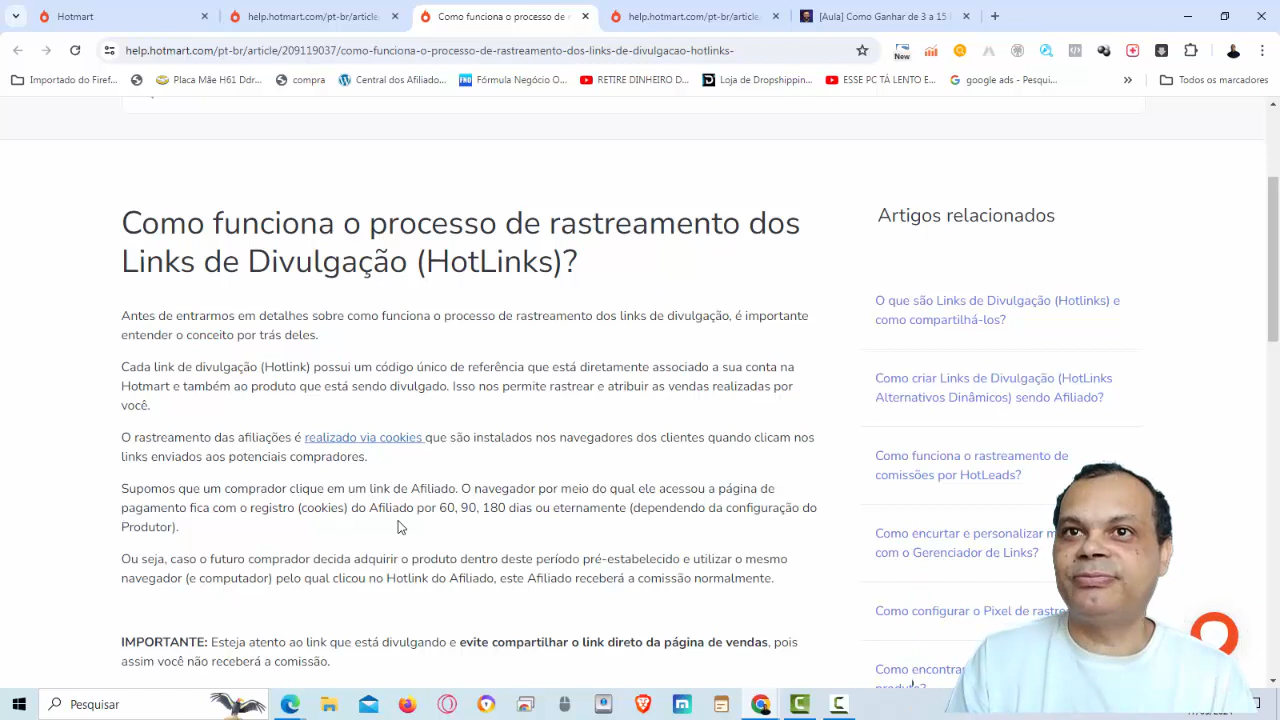 Hotmart
help.hotmart.com/pt-br/article
Como funciona o processo de r
help.hotmart.com/pt-br/article
[Aula] Como Ganhar de 3 a 15
help.hotmart.com/pt-br/article/209119037/como-funciona-o-processo-de-rastreamento-dos-links-de-divulgacao-hotlinks-
New
Importado do Firef...
Placa Mãe H61 Ddr...
compra
Central dos Afiliado...
Fórmula Negócio O...
RETIRE DINHEIRO D...
Loja de Dropshippin...
ESSE PC TÁ LENTO E...
google ads - Pesqui...
Todos os marcadores
Como funciona o processo de rastreamento dos
Links de Divulgação (HotLinks)?
Antes de entrarmos em detalhes sobre como funciona o processo de rastreamento dos links de divulgação, é importante
entender o conceito por trás deles.
Cada link de divulgação (Hotlink) possui um código único de referência que está diretamente associado a sua conta na
Hotmart e também ao produto que está sendo divulgado. Isso nos permite rastrear e atribuir as vendas realizadas por
você.
O rastreamento das afiliações é realizado via cookies que são instalados nos navegadores dos clientes quando clicam nos
links enviados aos potenciais compradores.
Supomos que um comprador clique em um link de Afiliado. O navegador por meio do qual ele acessou a página de
pagamento fica com o registro (cookies) do Afiliado por 60, 90, 180 dias ou eternamente (dependendo da configuração do
Produtor).
Ou seja, caso o futuro comprador decida adquirir o produto dentro deste período pré-estabelecido e utilizar o mesmo
navegador (e computador) pelo qual clicou no Hotlink do Afiliado, este Afiliado receberá a comissão normalmente.
IMPORTANTE: Esteja atento ao link que está divulgando e evite compartilhar o link direto da página de vendas, pois
assim você não receberá a comissão.
Artigos relacionados
O que são Links de Divulgação (Hotlinks) e
como compartilhá-los?
Como criar Links de Divulgação (HotLinks
Alternativos Dinâmicos) sendo Afiliado?
Como funciona o rastreamento de
comissões por HotLeads?
Como encurtar e personalizar m
com o Gerenciador de Links?
Como configurar o Pixel de rastre
Como encontra
Pesquisar